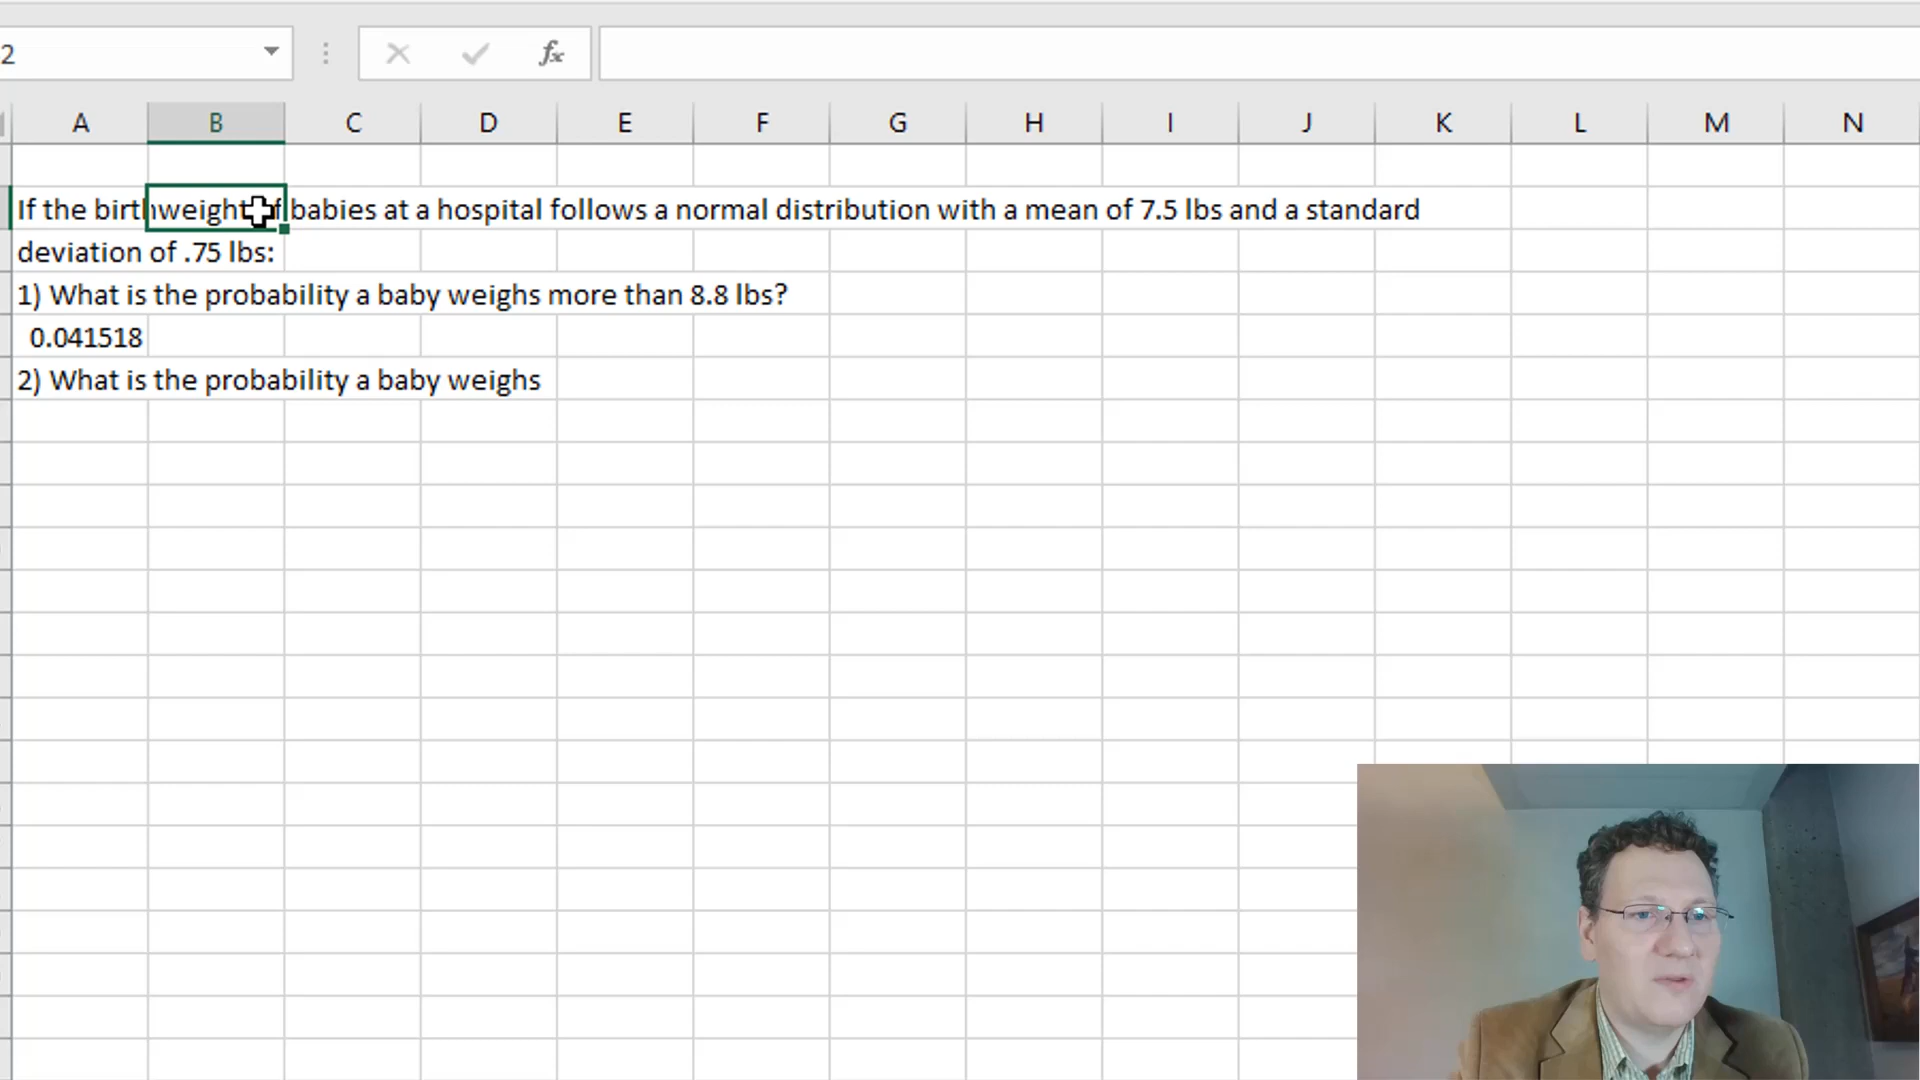 2
fx
A B C D E F G H I J K L M N
If the birthweight of babies at a hospital follows a normal distribution with a mean of 7.5 lbs and a standard
deviation of .75 lbs:
1) What is the probability a baby weighs more than 8.8 lbs?
0.041518
2) What is the probability a baby weighs